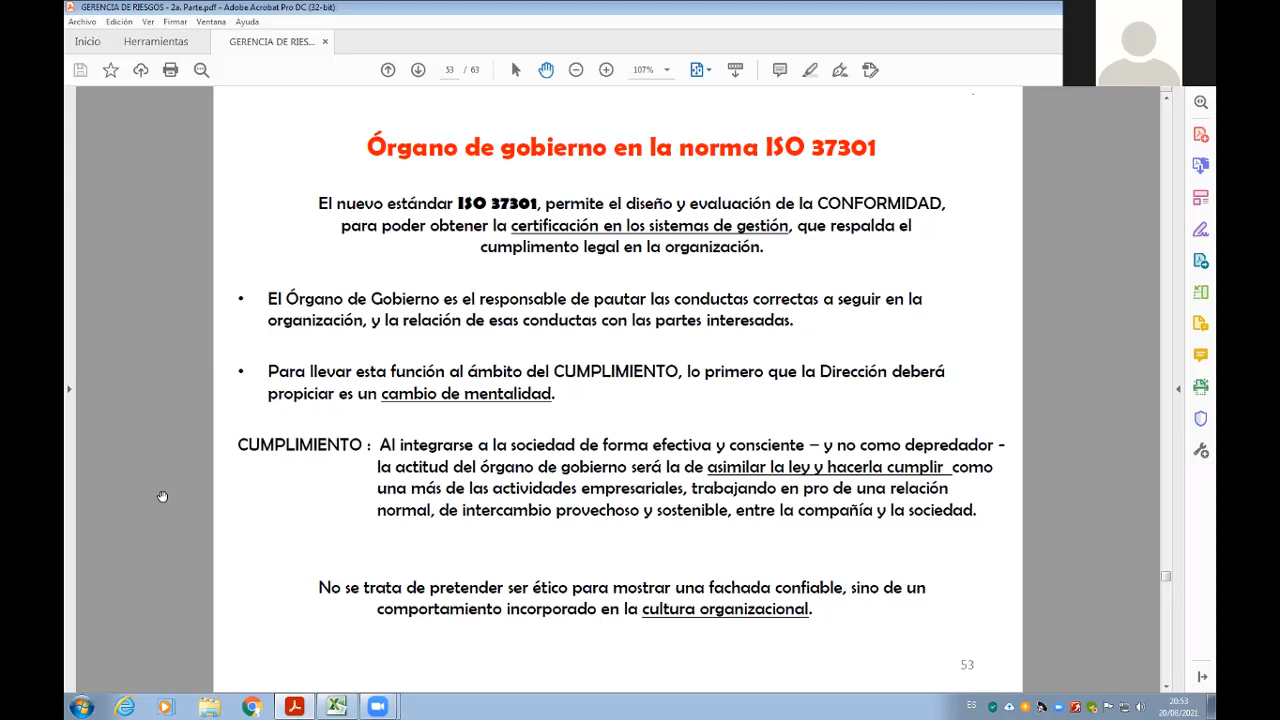 GERENCIA DE RIESGOS - 2a. Parte.pdf - Adobe Acrobat Pro DC (32-bit)
Archivo Edición Ver Firmar Ventana Ayuda
Inicio Herramientas GERENCIA DE RIES... ×
53 / 63 107%
Órgano de gobierno en la norma ISO 37301
El nuevo estándar ISO 37301, permite el diseño y evaluación de la CONFORMIDAD,
para poder obtener la certificación en los sistemas de gestión, que respalda el
cumplimento legal en la organización.
• El Órgano de Gobierno es el responsable de pautar las conductas correctas a seguir en la
organización, y la relación de esas conductas con las partes interesadas.
• Para llevar esta función al ámbito del CUMPLIMIENTO, lo primero que la Dirección deberá
propiciar es un cambio de mentalidad.
CUMPLIMIENTO : Al integrarse a la sociedad de forma efectiva y consciente – y no como depredador -
la actitud del órgano de gobierno será la de asimilar la ley y hacerla cumplir como
una más de las actividades empresariales, trabajando en pro de una relación
normal, de intercambio provechoso y sostenible, entre la compañía y la sociedad.
No se trata de pretender ser ético para mostrar una fachada confiable, sino de un
comportamiento incorporado en la cultura organizacional.
53
ES 20:53
20/08/2021